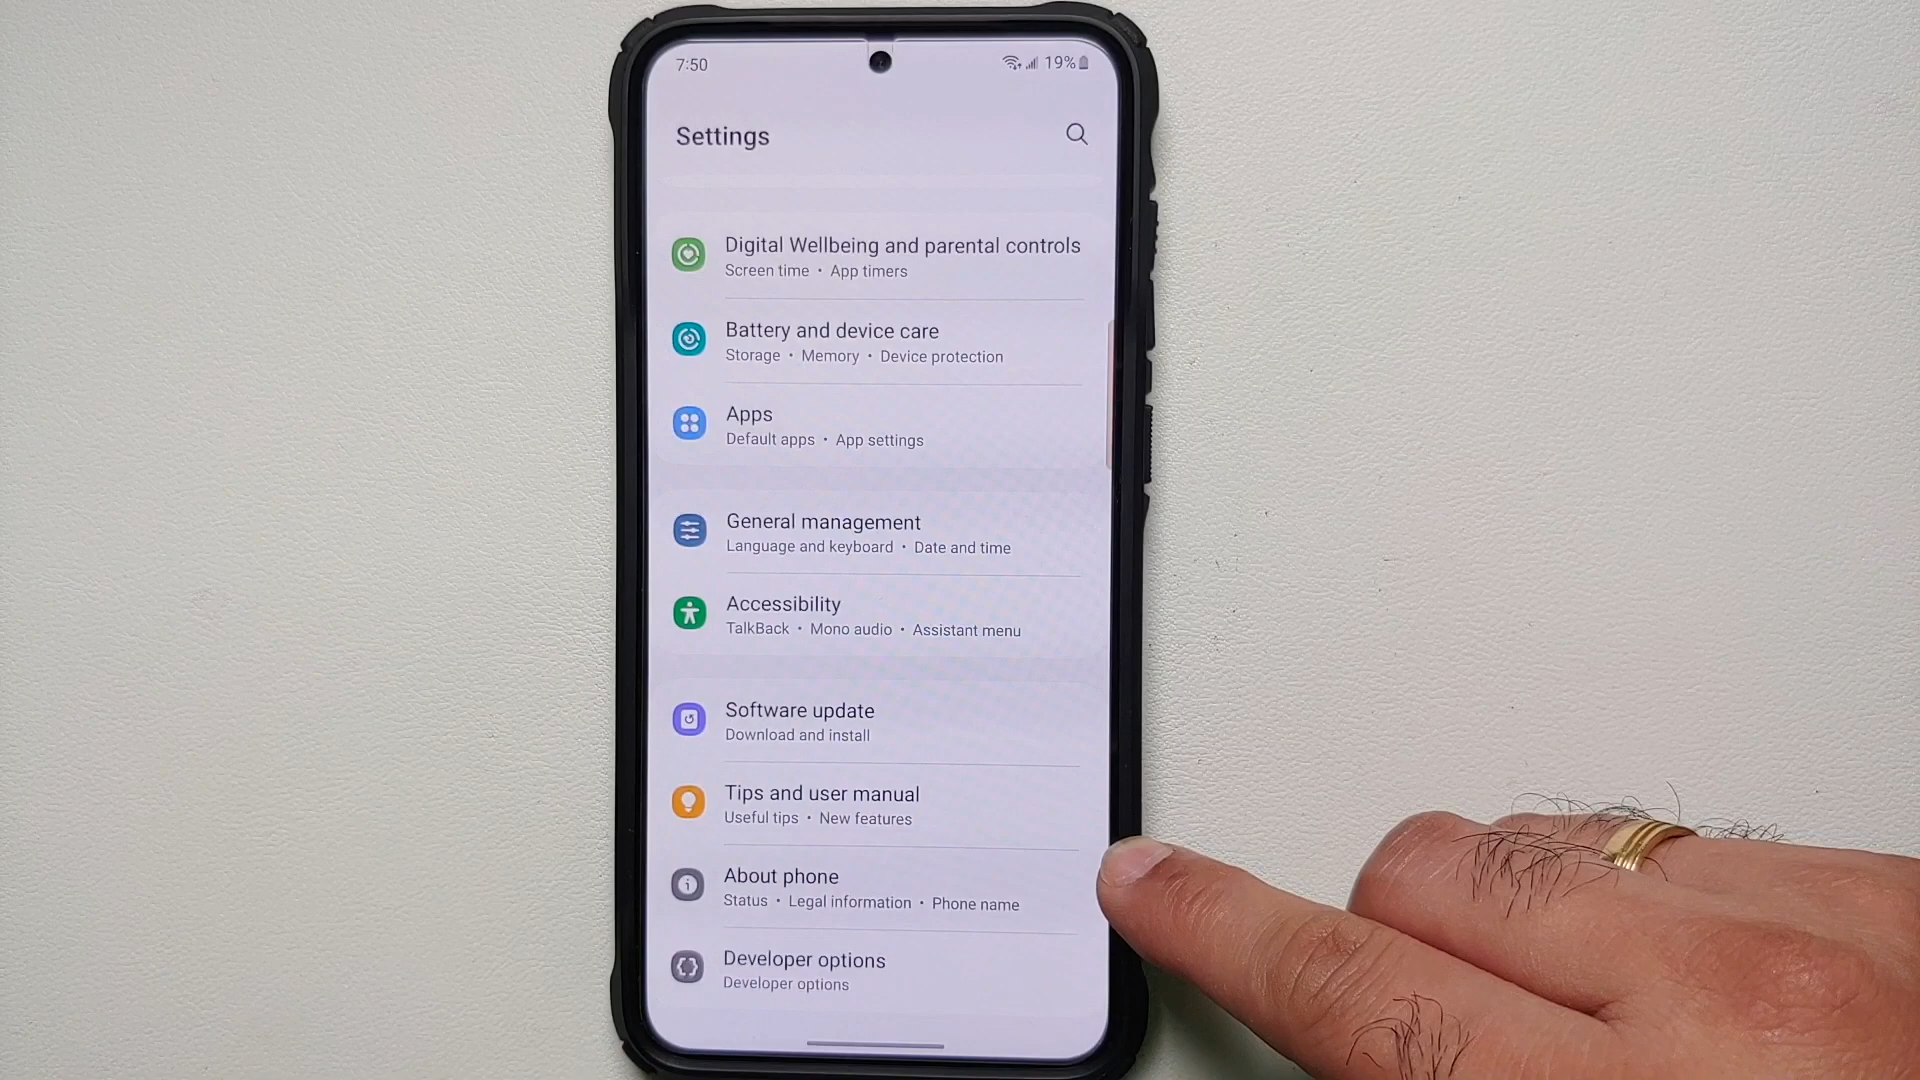 7:50
19%
Settings
Digital Wellbeing and parental controls
Screen time • App timers
Battery and device care
Storage • Memory • Device protection
Apps
Default apps • App settings
General management
Language and keyboard • Date and time
Accessibility
TalkBack • Mono audio • Assistant menu
Software update
Download and install
Tips and user manual
Useful tips • New features
About phone
Status • Legal information • Phone name
Developer options
Developer options